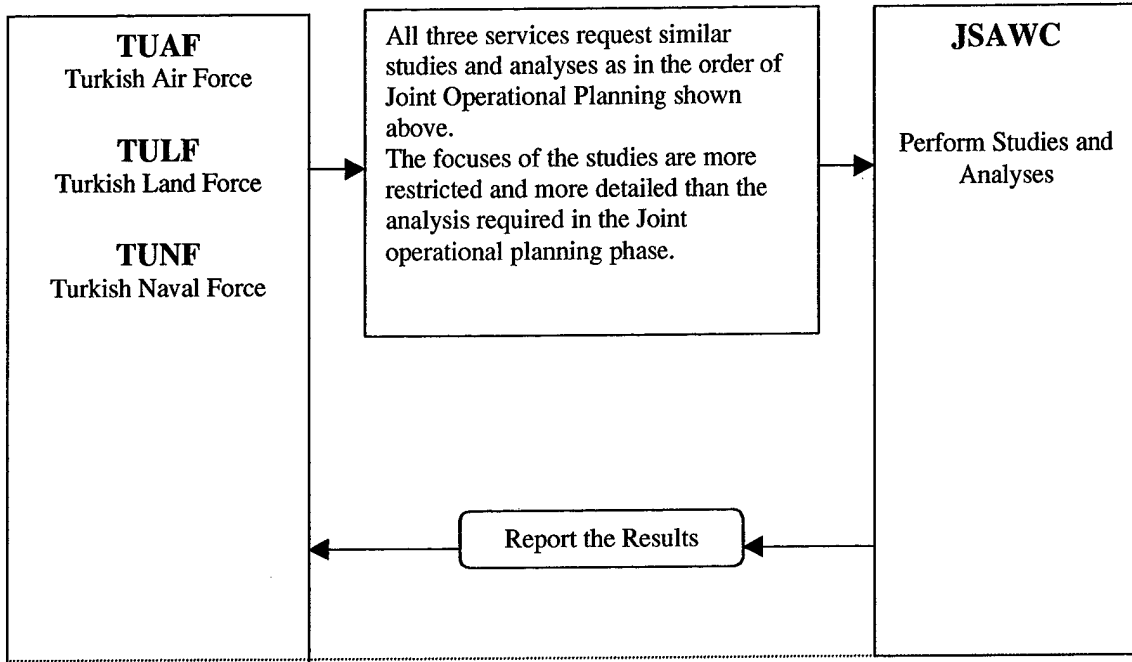 TUAF
Turkish Air Force
TULF
Turkish Land Force
TUNF
Turkish Naval Force
All three services request similar
studies and analyses as in the order of
Joint Operational Planning shown
above.
The focuses of the studies are more
restricted and more detailed than the
analysis required in the Joint
operational planning phase.
JSAWC
Perform Studies and
Analyses
Report the Results